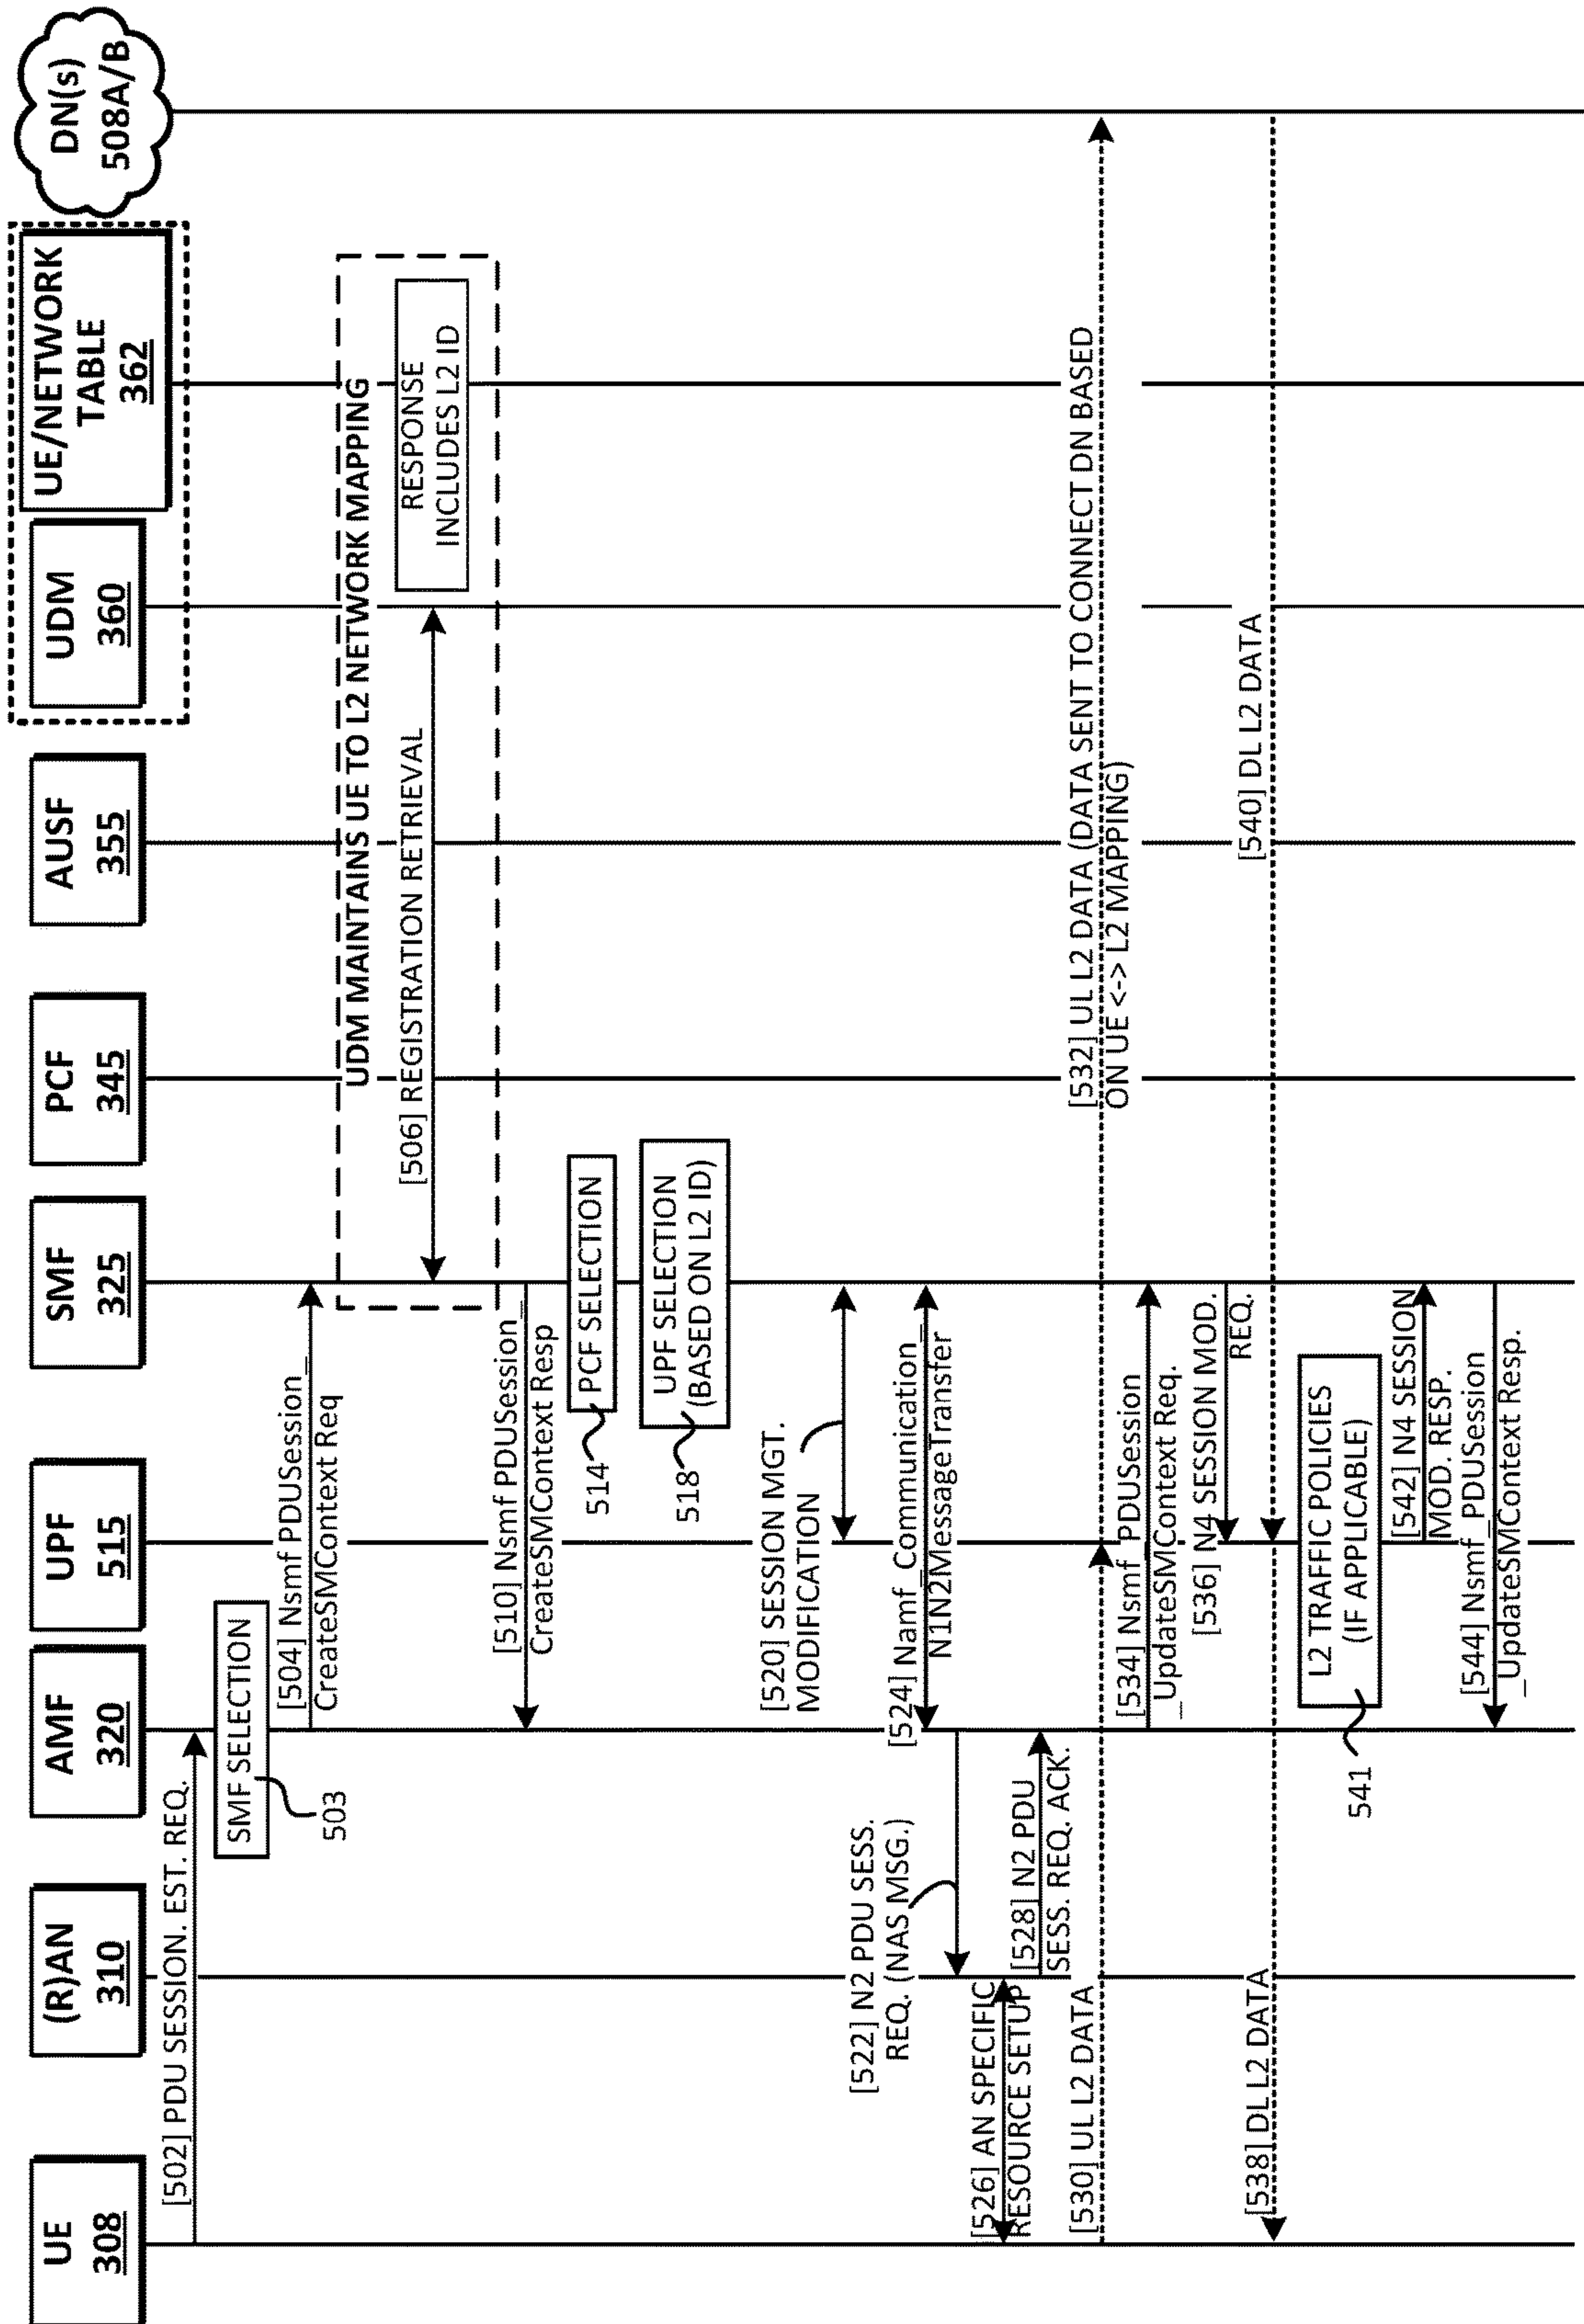 UE
308
(R)AN
310
AMF
320
UPF
515
SMF
325
PCF
345
AUSF
355
UDM
360
UE/NETWORK
TABLE
362
DN(s)
508A/B
[502] PDU SESSION. EST. REQ.
SMF SELECTION
503
[504] Nsmf PDUSession_
CreateSMContext Req
UDM MAINTAINS UE TO L2 NETWORK MAPPING
[506] REGISTRATION RETRIEVAL
RESPONSE
INCLUDES L2 ID
[510] Nsmf PDUSession_
CreateSMContext Resp
PCF SELECTION
514
UPF SELECTION
(BASED ON L2 ID)
518
[520] SESSION MGT.
MODIFICATION
[524] Namf_Communication_
N1N2MessageTransfer
[522] N2 PDU SESS.
REQ. (NAS MSG.)
[526] AN SPECIFIC
RESOURCE SETUP
[528] N2 PDU
SESS. REQ. ACK.
[530] UL L2 DATA
[532] UL L2 DATA (DATA SENT TO CONNECT DN BASED
ON UE <-> L2 MAPPING)
[534] Nsmf_PDUSession
_UpdateSMContext Req.
[536] N4 SESSION MOD.
REQ.
[538] DL L2 DATA
[540] DL L2 DATA
L2 TRAFFIC POLICIES
(IF APPLICABLE)
541
[542] N4 SESSION
MOD. RESP.
[544] Nsmf_PDUSession
_UpdateSMContext Resp.